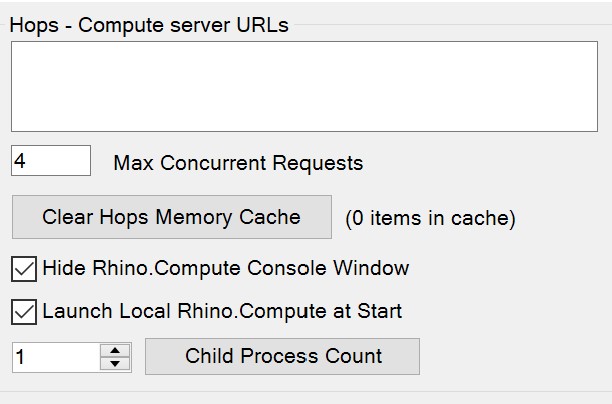 Hops - Compute server URLs
4 Max Concurrent Requests
Clear Hops Memory Cache (0 items in cache)
Hide Rhino.Compute Console Window
Launch Local Rhino.Compute at Start
1 Child Process Count